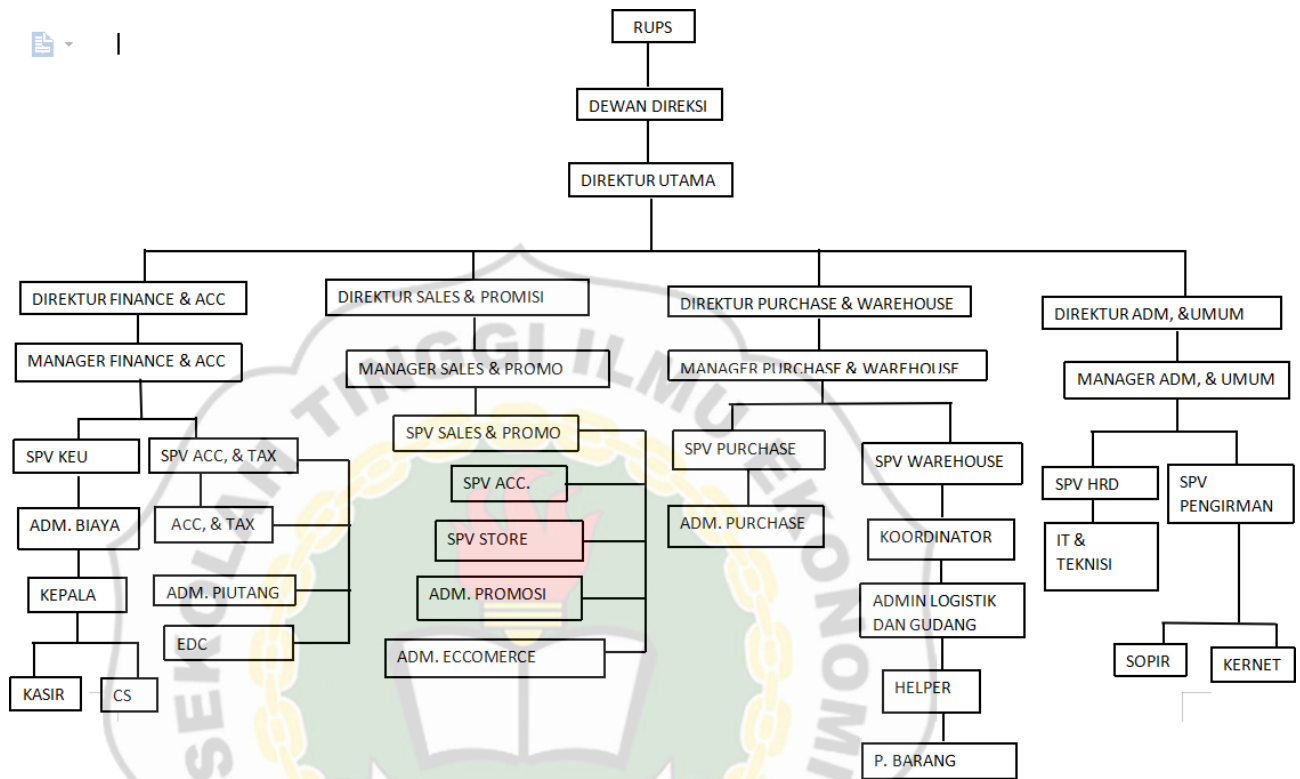 RUPS
DEWAN DIREKSI
DIREKTUR UTAMA
DIREKTUR FINANCE & ACC
DIREKTUR SALES & PROMISI
DIREKTUR PURCHASE & WAREHOUSE
DIREKTUR ADM, &UMUM
MANAGER FINANCE & ACC
MANAGER SALES & PROMO
MANAGER PURCHASE & WAREHOUSE
MANAGER ADM, & UMUM
SPV KEU
SPV ACC, & TAX
SPV SALES & PROMO
SPV PURCHASE
SPV WAREHOUSE
SPV HRD
SPV
PENGIRMAN
ADM. BIAYA
ACC, & TAX
SPV ACC.
ADM. PURCHASE
KOORDINATOR
IT &
TEKNISI
SPV STORE
KEPALA
ADM. PIUTANG
ADM. PROMOSI
ADMIN LOGISTIK
DAN GUDANG
EDC
ADM. ECCOMERCE
SOPIR
KERNET
KASIR
CS
HELPER
P. BARANG
SEKOLAH TINGGI ILMU EKONOMI